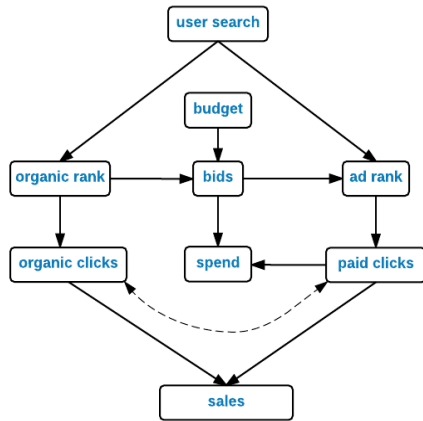 user search
budget
organic rank
bids
ad rank
organic clicks
spend
paid clicks
sales